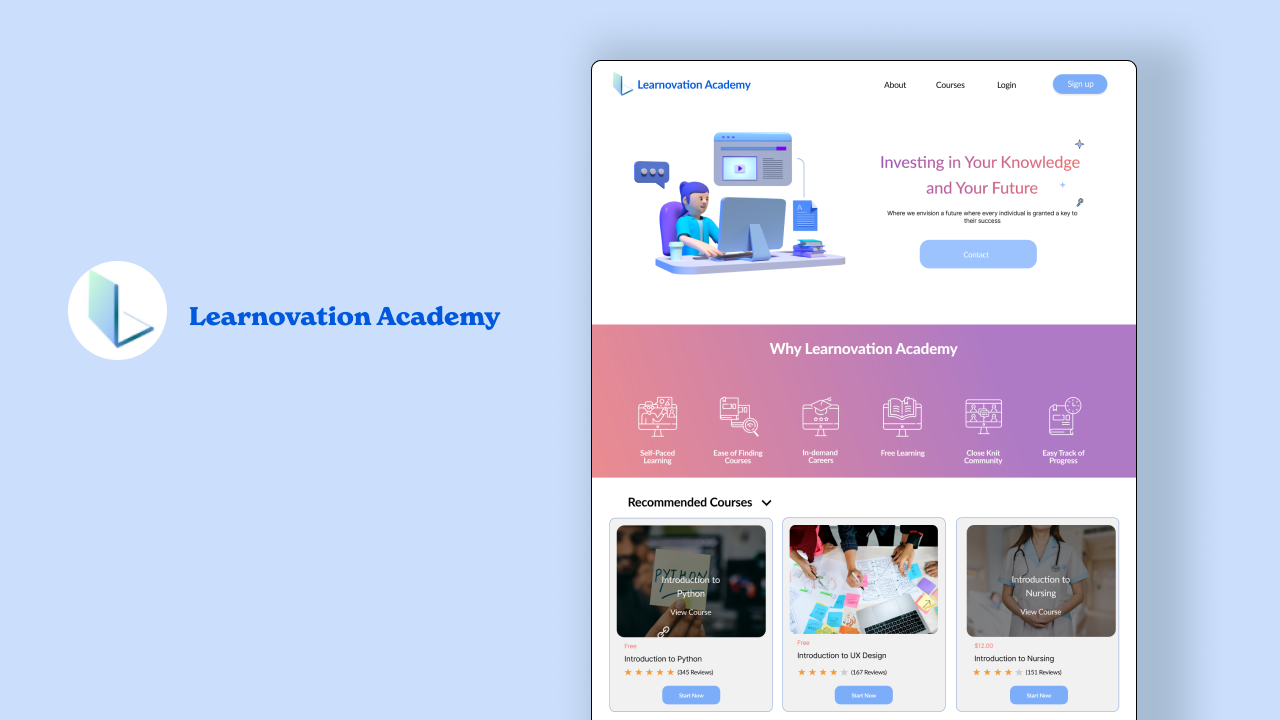 Learnovation Academy
Learnovation Academy
About
Courses
Login
Sign up
Investing in Your Knowledge
and Your Future
Where we envision a future where every individual is granted a key to
their success
Contact
Why Learnovation Academy
Self-Paced
Learning
Ease of Finding
Courses
In-demand
Careers
Free Learning
Close Knit
Community
Easy Track of
Progress
Recommended Courses
PYTHON
Introduction to
Python
View Course
Free
Introduction to Python
(345 Reviews)
Start Now
Free
Introduction to UX Design
(167 Reviews)
Start Now
Introduction to
Nursing
View Course
$12.00
Introduction to Nursing
(151 Reviews)
Start Now